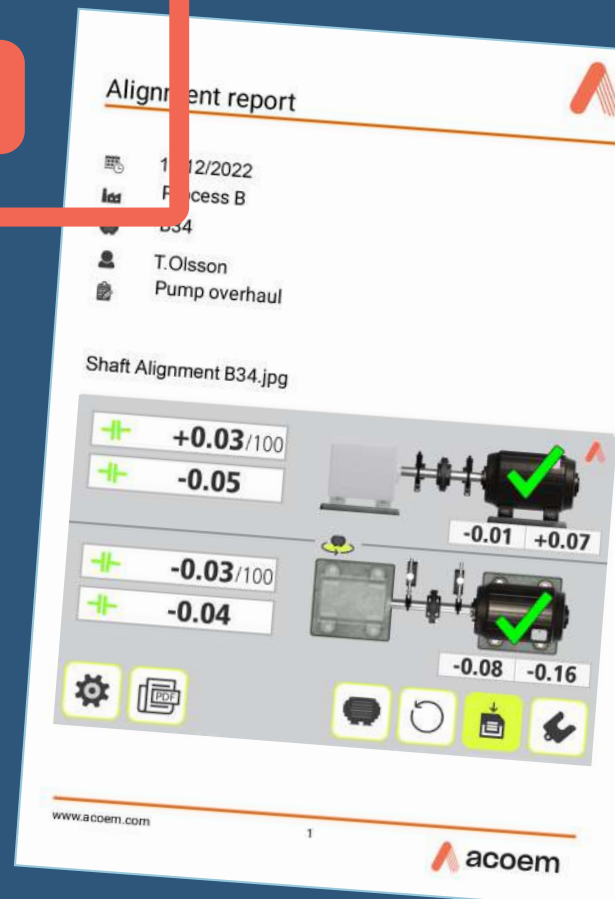 Alignment report
12/2022
Process B
B34
T.Olsson
Pump overhaul
Shaft Alignment B34.jpg
+0.03/100
-0.05
-0.01 +0.07
-0.03/100
-0.04
-0.08 -0.16
PDF
www.acoem.com
1
acoem